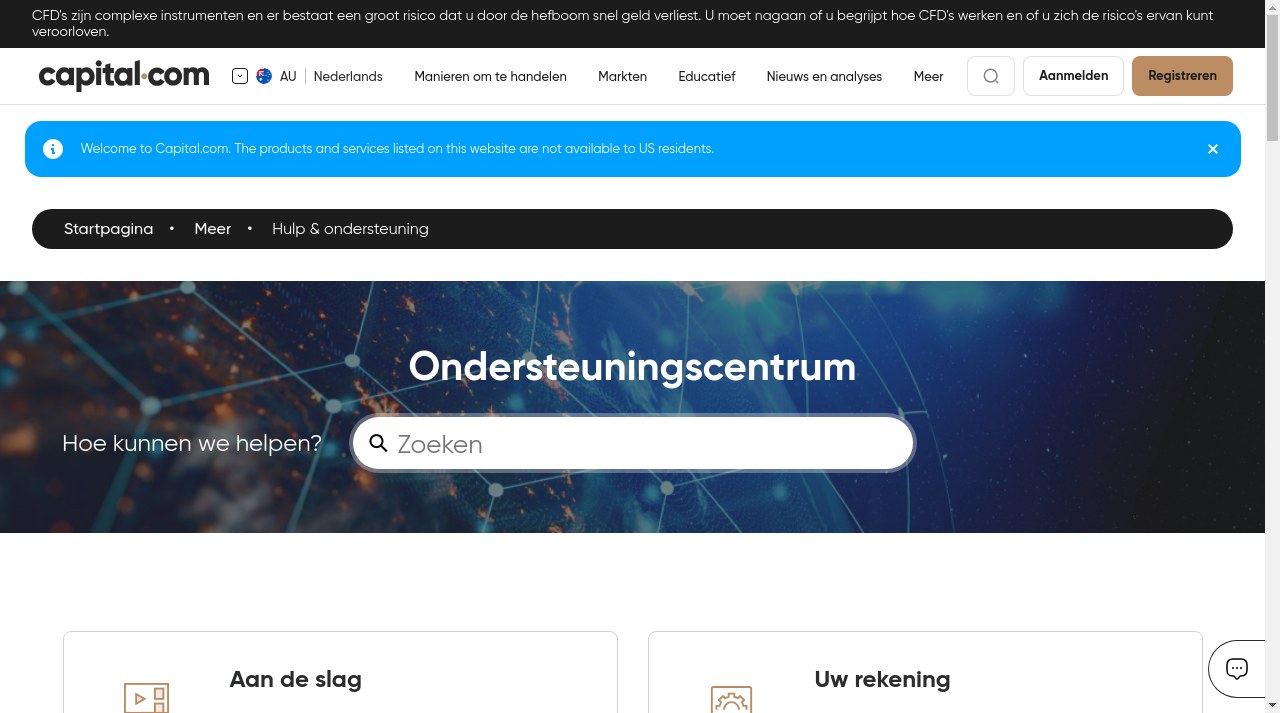 CFD's zijn complexe instrumenten en er bestaat een groot risico dat u door de hefboom snel geld verliest. U moet nagaan of u begrijpt hoe CFD's werken en of u zich de risico's ervan kunt
veroorloven.
capital.com AU Nederlands Manieren om te handelen Markten Educatief Nieuws en analyses Meer Aanmelden Registreren
Welcome to Capital.com. The products and services listed on this website are not available to US residents.
Startpagina • Meer • Hulp & ondersteuning
Ondersteuningscentrum
Hoe kunnen we helpen? Zoeken
Aan de slag Uw rekening